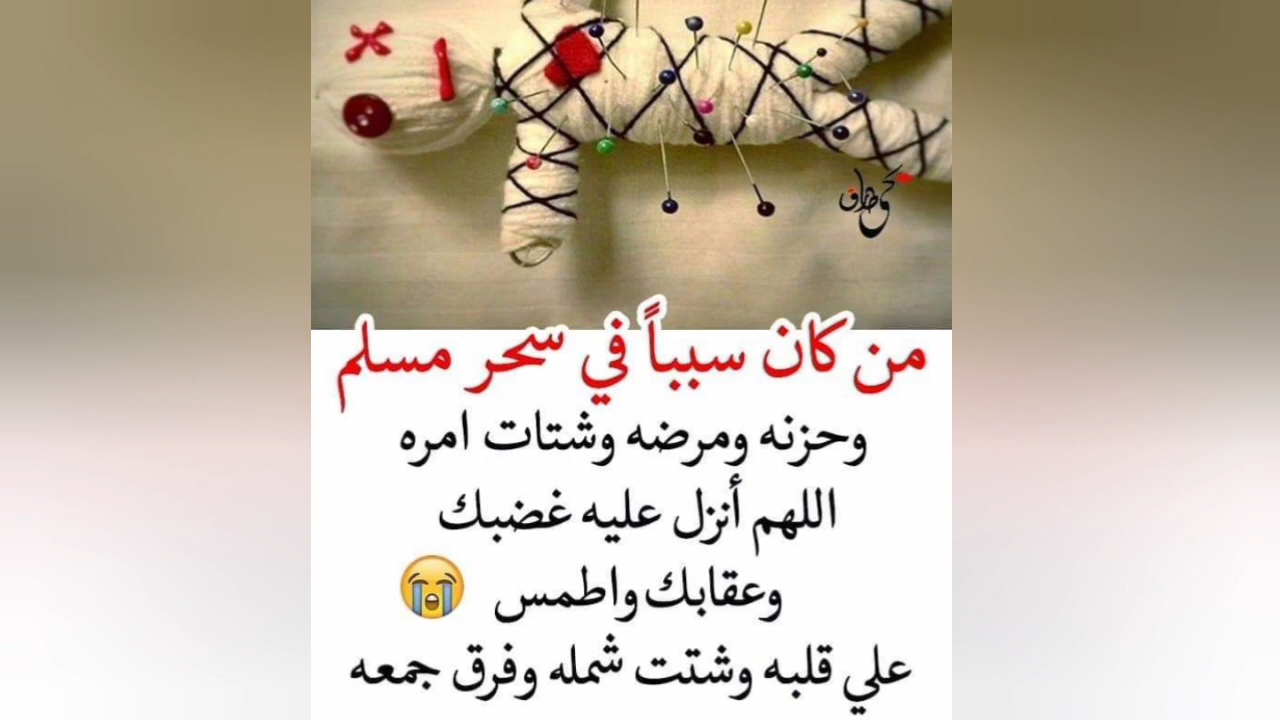 من كان سبباً في سحر مسلم
وحزنه ومرضه وشتات امره
اللهم أنزل عليه غضبك
وعقابك واطمس
علي قلبه وشتت شمله وفرق جمعه